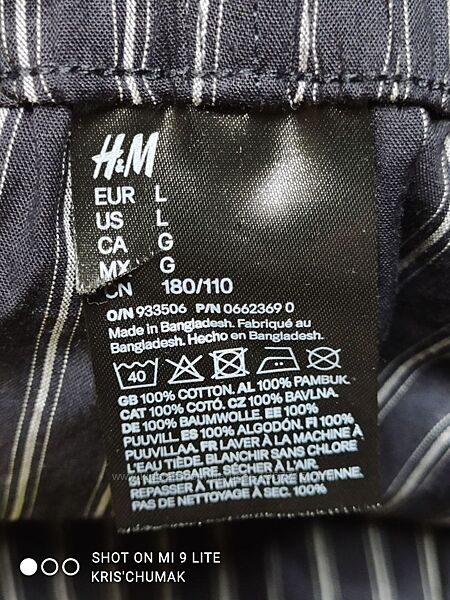 H&M
EUR L
US L
CA G
MX G
CN 180/110
O/N 933506 P/N 0662369 0
Made in Bangladesh. Fabriqué au
Bangladesh. Hecho en Bangladesh.
40
GB 100% COTTON. AL 100% PAMBUK.
CAT 100% COTÓ. CZ 100% BAVLNA.
DE 100% BAUMWOLLE. EE 100%
PUUVILL. ES 100% ALGODÓN. FI 100%
PUUVILLAA. FR LAVER À LA MACHINE À
L'EAU TIÈDE. BLANCHIR SANS CHLORE
SI NÉCESSAIRE. SÉCHER À L'AIR.
REPASSER À TEMPÉRATURE MOYENNE.
PAS DE NETTOYAGE À SEC. 100%
SHOT ON MI 9 LITE
KRIS'CHUMAK